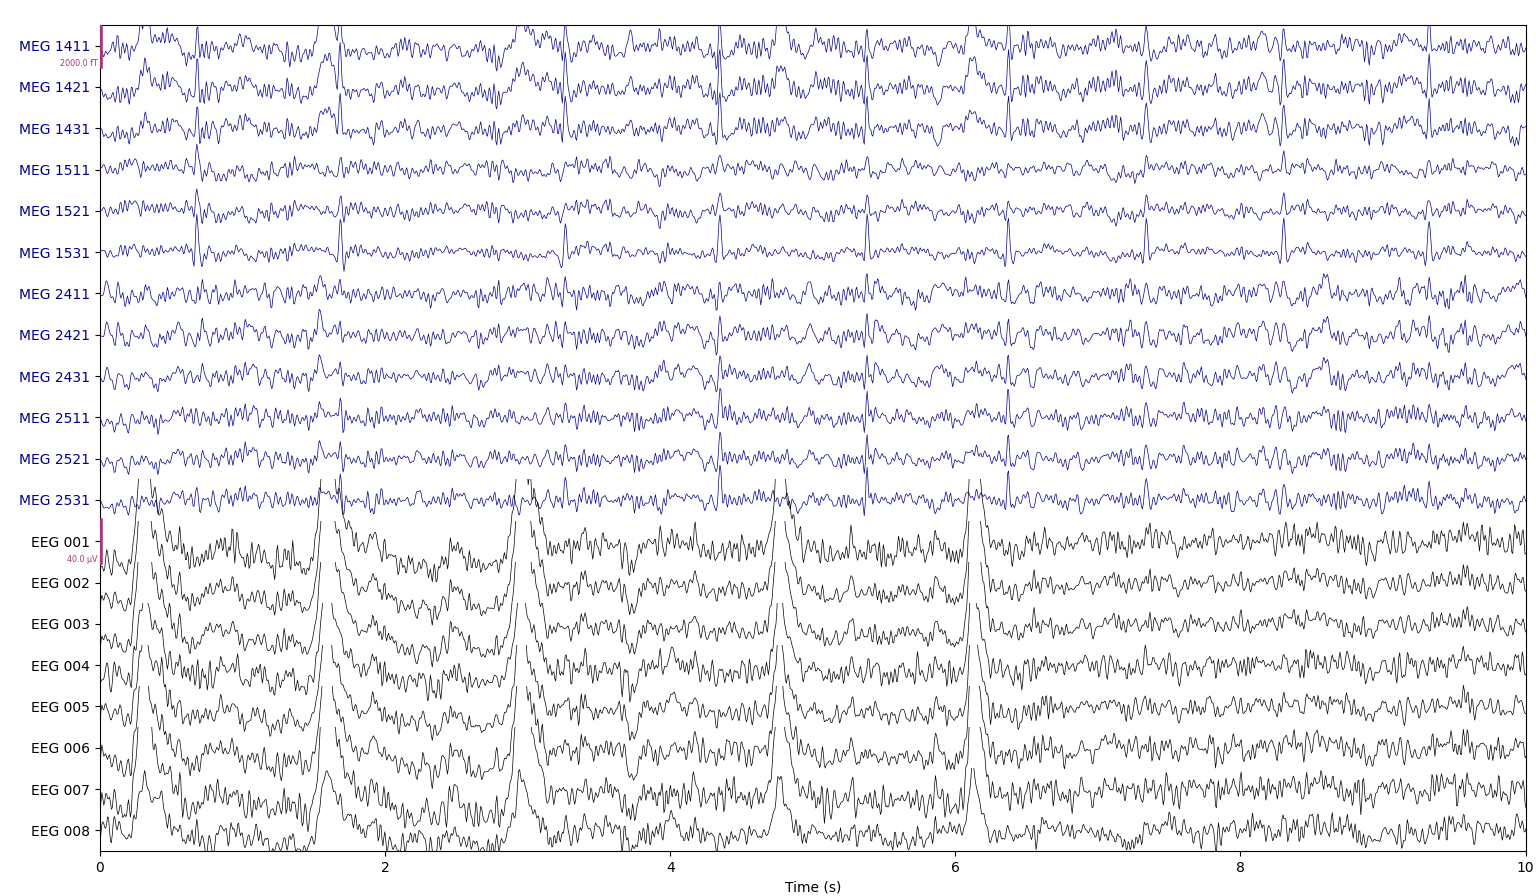 MEG 1411
2000.0 fT
MEG 1421
MEG 1431
MEG 1511
MEG 1521
MEG 1531
MEG 2411
MEG 2421
MEG 2431
MEG 2511
MEG 2521
MEG 2531
EEG 001
40.0 µV
EEG 002
EEG 003
EEG 004
EEG 005
EEG 006
EEG 007
EEG 008
0 2 4 6 8 10
Time (s)